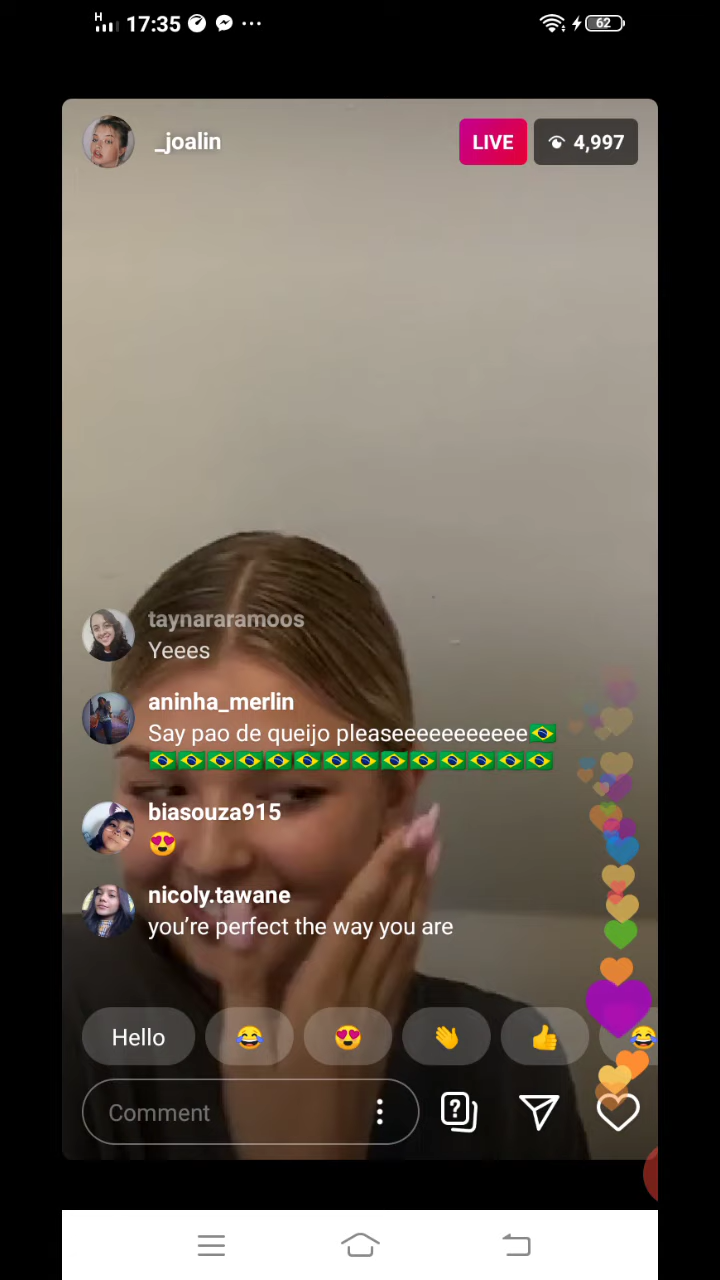 H
17:35 ... 62
_joalin LIVE 4,997
taynararamoos
Yeees
aninha_merlin
Say pao de queijo pleaseeeeeeeeeee🇧🇷
🇧🇷🇧🇷🇧🇷🇧🇷🇧🇷🇧🇷🇧🇷🇧🇷🇧🇷🇧🇷🇧🇷🇧🇷🇧🇷🇧🇷
biasouza915
😍
nicoly.tawane
you’re perfect the way you are
Hello 😂 😍 👋 👍 😂
Comment